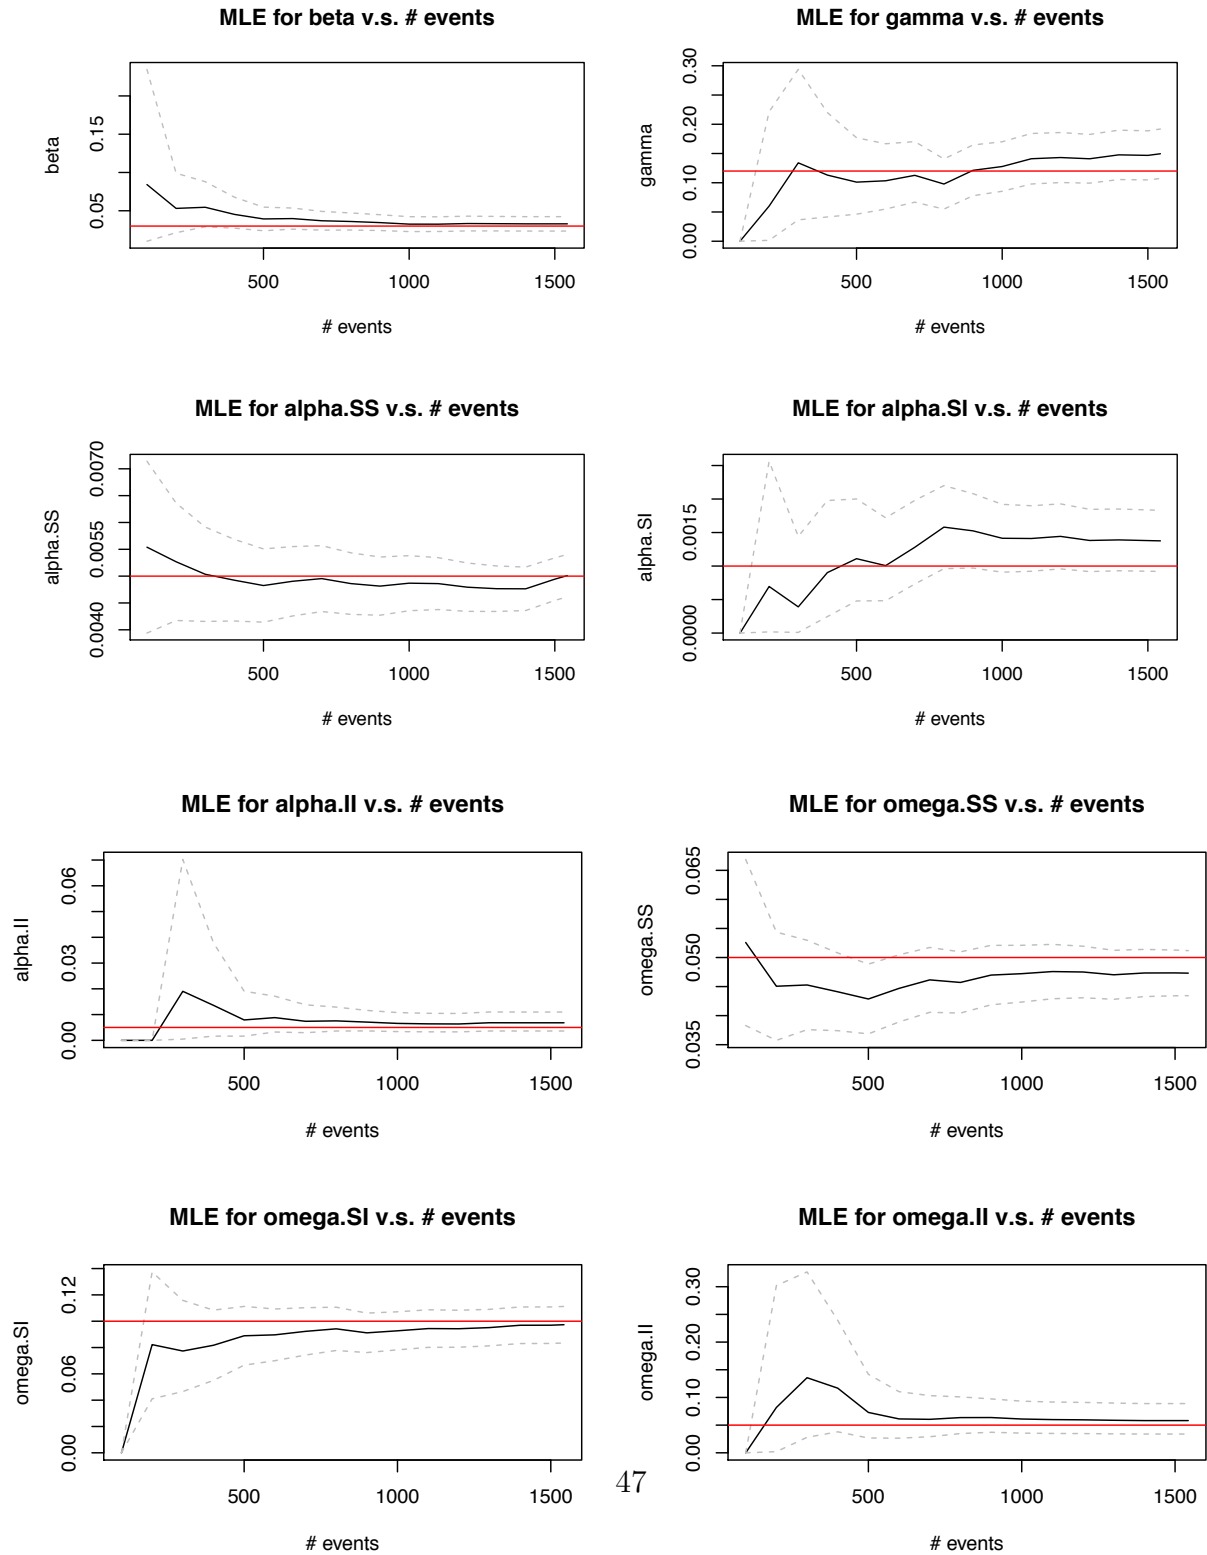 MLE for beta v.s. # events
beta
0.05
0.15
500
1000
1500
# events
MLE for gamma v.s. # events
gamma
0.00
0.10
0.20
0.30
500
1000
1500
# events
MLE for alpha.SS v.s. # events
alpha.SS
0.0040
0.0055
0.0070
500
1000
1500
# events
MLE for alpha.SI v.s. # events
alpha.SI
0.0000
0.0015
500
1000
1500
# events
MLE for alpha.II v.s. # events
alpha.II
0.00
0.03
0.06
500
1000
1500
# events
MLE for omega.SS v.s. # events
omega.SS
0.035
0.050
0.065
500
1000
1500
# events
MLE for omega.SI v.s. # events
omega.SI
0.00
0.06
0.12
500
1000
1500
# events
MLE for omega.II v.s. # events
omega.II
0.00
0.10
0.20
0.30
500
1000
1500
# events
47